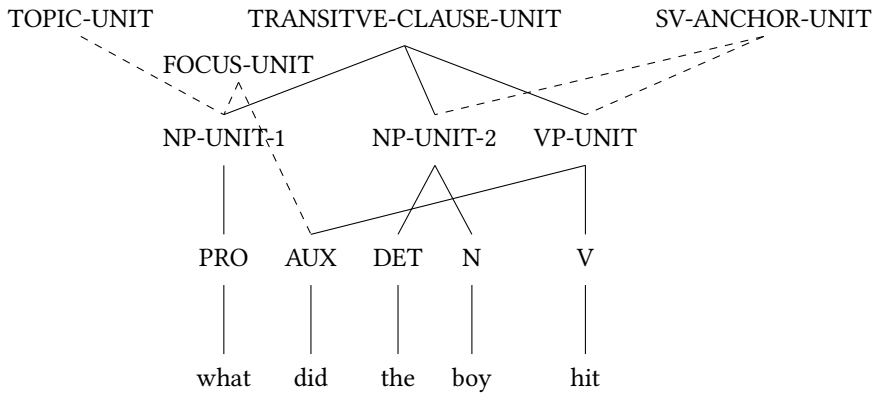 TOPIC-UNIT TRANSITVE-CLAUSE-UNIT SV-ANCHOR-UNIT
FOCUS-UNIT
NP-UNIT-1 NP-UNIT-2 VP-UNIT
PRO AUX DET N V
what did the boy hit